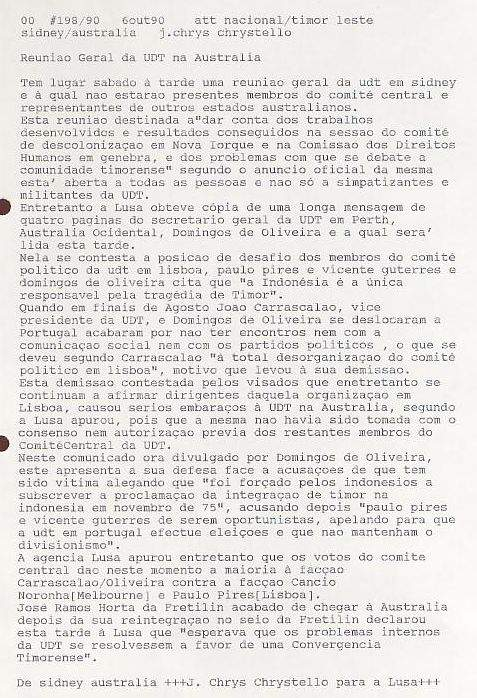 00  #198/90   6out90    att nacional/timor leste
sidney/australia   j.chrys chrystello
Reuniao Geral da UDT na Australia
Tem lugar sabado à tarde uma reuniao geral da udt em sidney
e à qual nao estarao presentes membros do comité central e
representantes de outros estados australianos.
Esta reuniao destinada a"dar conta dos trabalhos
desenvolvidos e resultados conseguidos na sessao do comité
de descolonizaçao em Nova Iorque e na Comissao dos Direitos
Humanos em genebra, e dos problemas com que se debate a
comunidade timorense" segundo o anuncio oficial da mesma
esta' aberta a todas as pessoas e nao só a simpatizantes e
militantes da UDT.
Entretanto a Lusa obteve cópia de uma longa mensagem de
quatro paginas do secretario geral da UDT em Perth,
Australia Ocidental, Domingos de Oliveira e a qual sera'
lida esta tarde.
Nela se contesta a posicao de desafio dos membros do comité
politico da udt em lisboa, paulo pires e vicente guterres e
domingos de oliveira cita que "a Indonésia é a única
responsavel pela tragédia de Timor".
Quando em finais de Agosto Joao Carrascalao, vice
presidente da UDT, e Domingos de Oliveira se deslocaram a
Portugal acabaram por nao ter encontros nem com a
comunicaçao social nem com os partidos politicos , o que se
deveu segundo Carrascalao "à total desorganizaçao do comité
politico em lisboa", motivo que levou à sua demissao.
Esta demissao contestada pelos visados que enetretanto se
continuam a afirmar dirigentes daquela organizaçao em
Lisboa, causou serios embaraços à UDT na Australia, segundo
a Lusa apurou, pois que a mesma nao havia sido tomada com o
consenso nem autorizaçao previa dos restantes membros do
ComitéCentral da UDT.
Neste comunicado ora divulgado por Domingos de Oliveira,
este apresenta a sua defesa face a acusaçoes de que tem
sido vitima alegando que "foi forçado pelos indonesios a
subscrever a proclamaçao da integraçao de timor na
indonesia em novembro de 75", acusando depois "paulo pires
e vicente guterres de serem oportunistas, apelando para que
a udt em portugal efectue eleiçoes e que nao mantenham o
divisionismo".
A agencia Lusa apurou entretanto que os votos do comite
central dao neste momento a maioria à facçao
Carrascalao/Oliveira contra a facçao Cancio
Noronha[Melbourne] e Paulo Pires[Lisboa].
José Ramos Horta da Fretilin acabado de chegar à Australia
depois da sua reintegraçao no seio da Fretilin declarou
esta tarde à Lusa que "esperava que os problemas internos
da UDT se resolvessem a favor de uma Convergencia
Timorense".
De sidney australia +++J. Chrys Chrystello para a Lusa+++